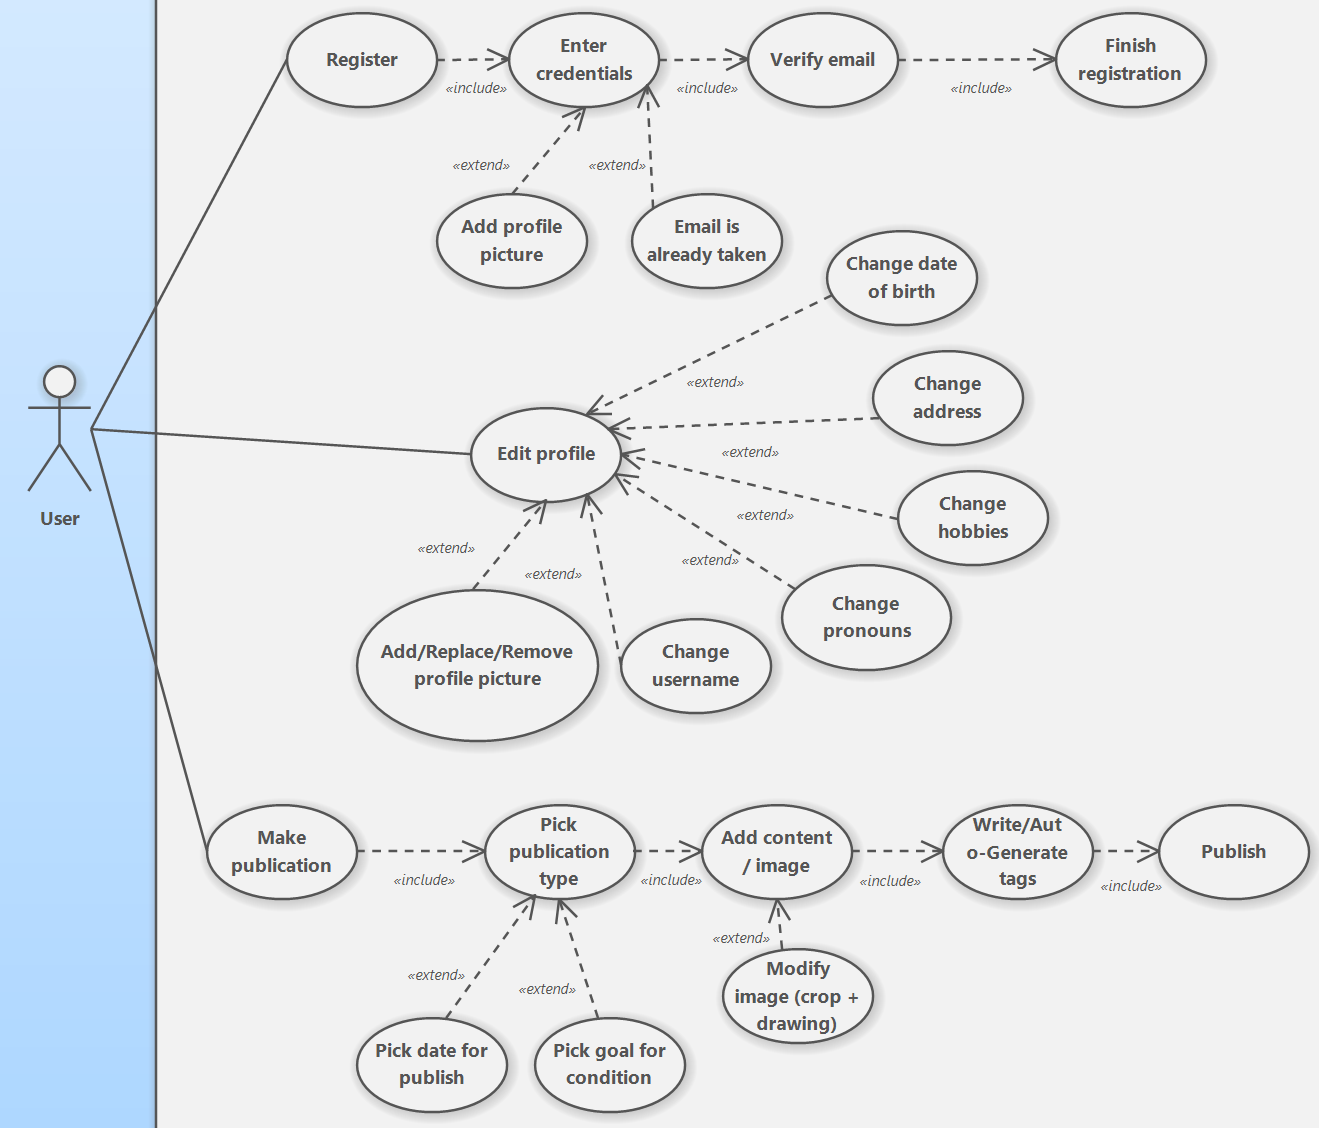 Register
«include»
Enter
credentials
«include»
Verify email
«include»
Finish
registration
«extend»
«extend»
Add profile
picture
Email is
already taken
Change date
of birth
«extend»
Change
address
«extend»
Edit profile
Change
hobbies
«extend»
User
«extend»
«extend»
«extend»
Change
pronouns
Add/Replace/Remove
profile picture
Change
username
Make
publication
«include»
Pick
publication
type
«include»
Add content
/ image
«include»
Write/Aut
o-Generate
tags
«include»
Publish
«extend»
«extend»
«extend»
Modify
image (crop +
drawing)
Pick date for
publish
Pick goal for
condition